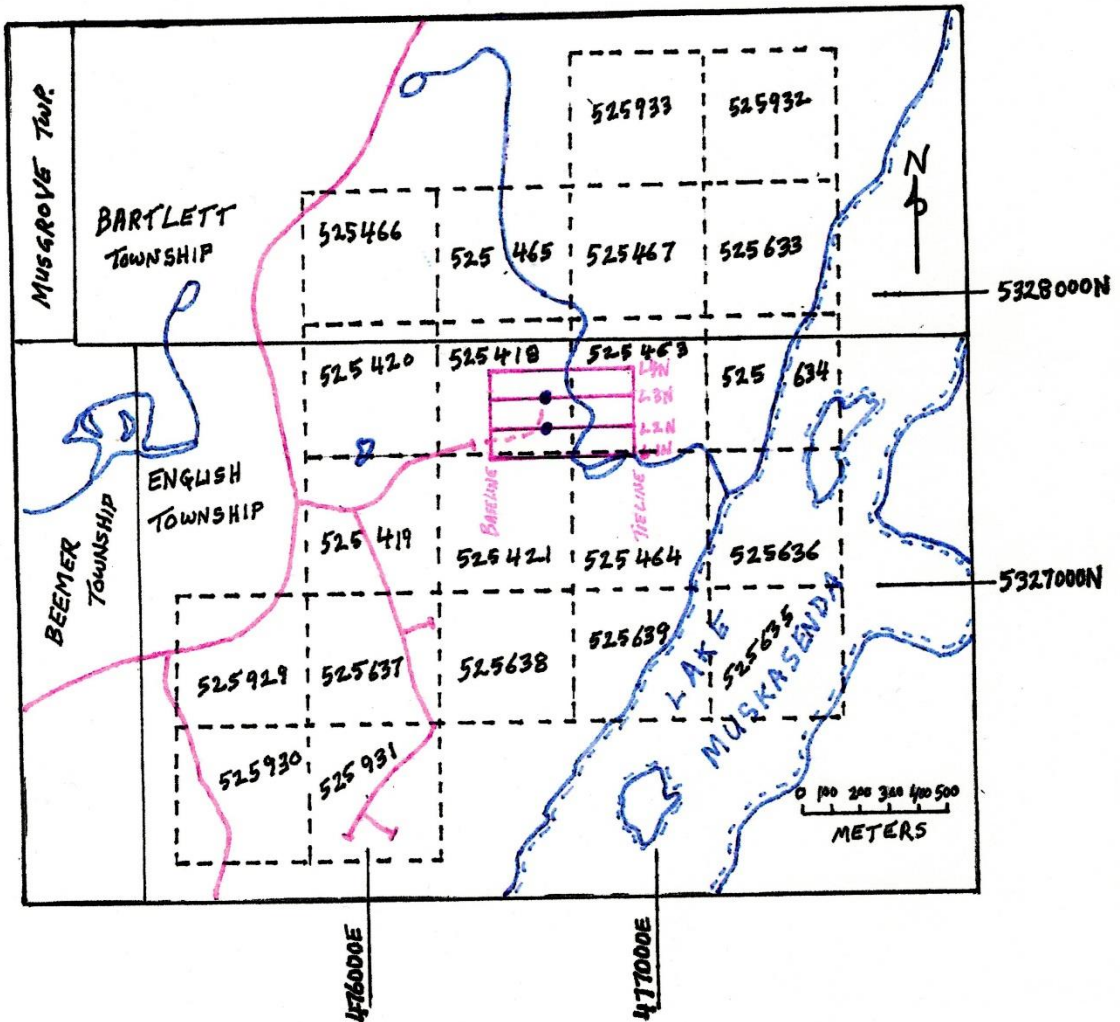 MUSGROVE TWP.
525933
525932
N
BARTLETT
TOWNSHIP
525466
525 465
525467
525633
5328000N
525420
525418
525463
525 634
L4N
L3N
L2N
L1N
ENGLISH
TOWNSHIP
BASELINE
TIELINE
BEEMER
TOWNSHIP
525 419
525421
525464
525636
5327000N
525929
525637
525638
525639
525635
LAKE
MUSKASENDA
525930
525931
0 100 200 300 400 500
METERS
476000E
477000E